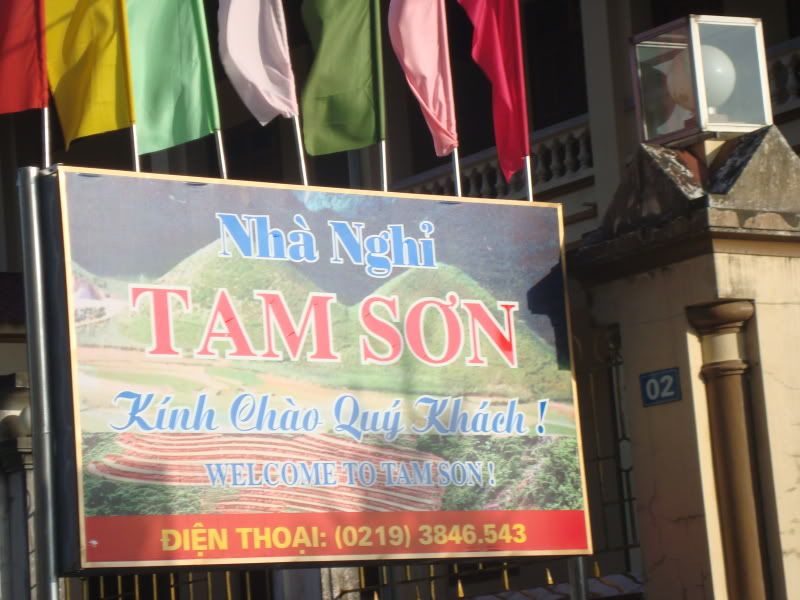 Nhà Nghỉ
TAM SƠN
Kính Chào Quý Khách !
WELCOME TO TAM SON !
ĐIỆN THOẠI: (0219) 3846.543
02